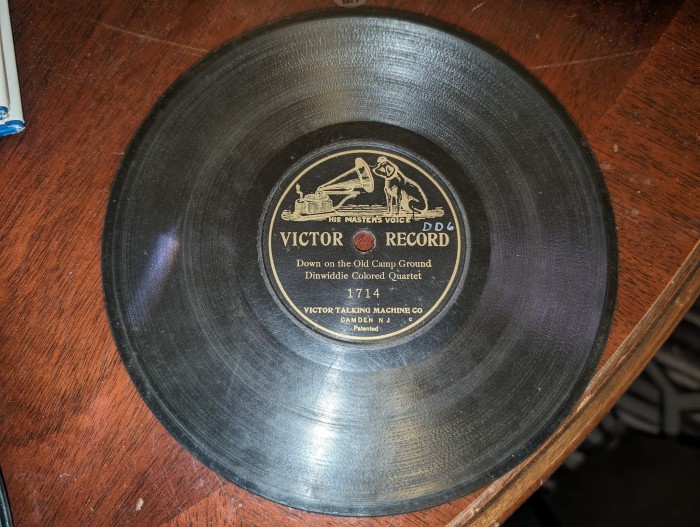 HIS MASTER'S VOICE
DD6
VICTOR RECORD
Down on the Old Camp Ground
Dinwiddie Colored Quartet
1714
VICTOR TALKING MACHINE CO
CAMDEN N J C
Patented